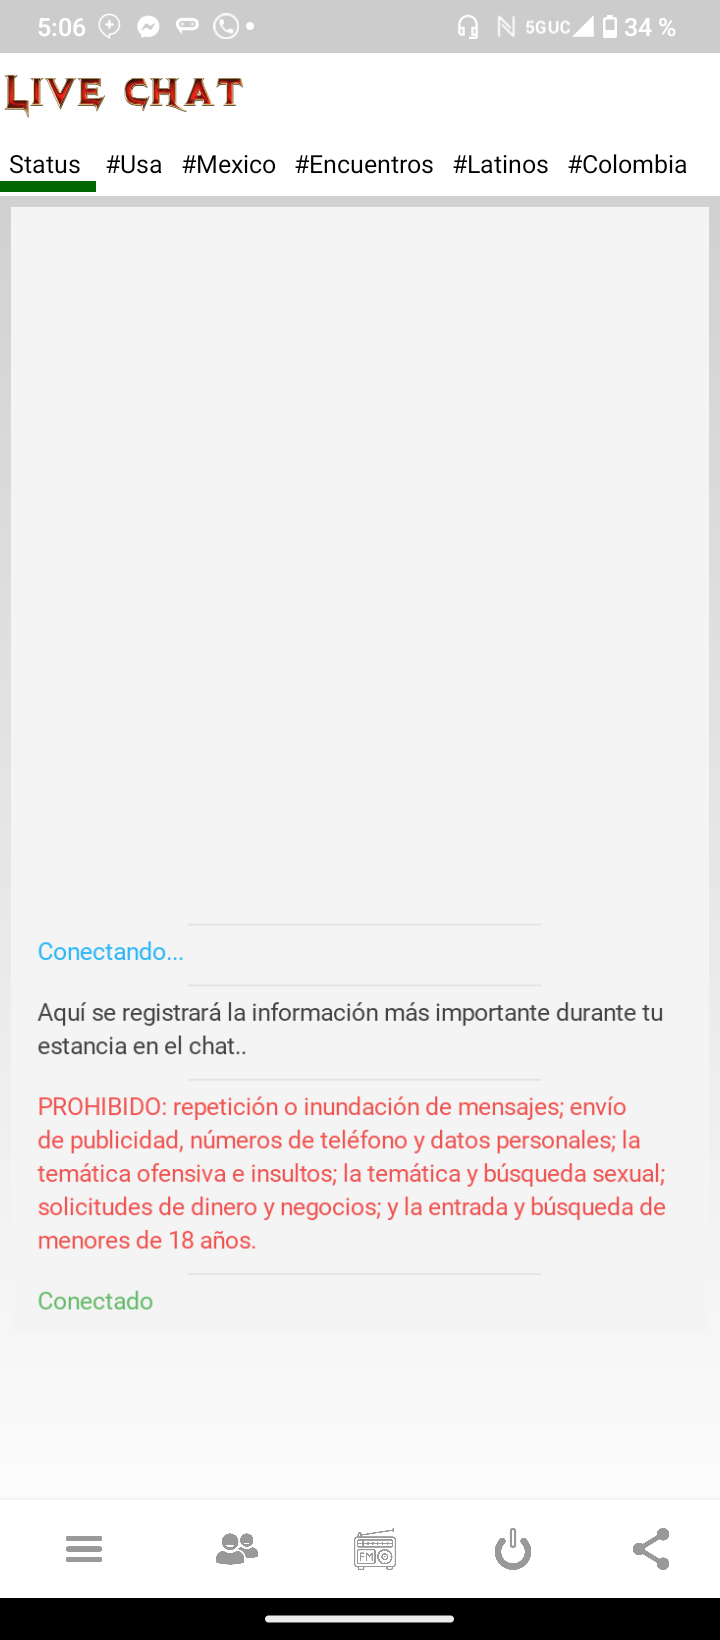 5:06
5GUC
34 %
LIVE CHAT
Status #Usa #Mexico #Encuentros #Latinos #Colombia
Conectando...
Aquí se registrará la información más importante durante tu
estancia en el chat..
PROHIBIDO: repetición o inundación de mensajes; envío
de publicidad, números de teléfono y datos personales; la
temática ofensiva e insultos; la temática y búsqueda sexual;
solicitudes de dinero y negocios; y la entrada y búsqueda de
menores de 18 años.
Conectado
FM